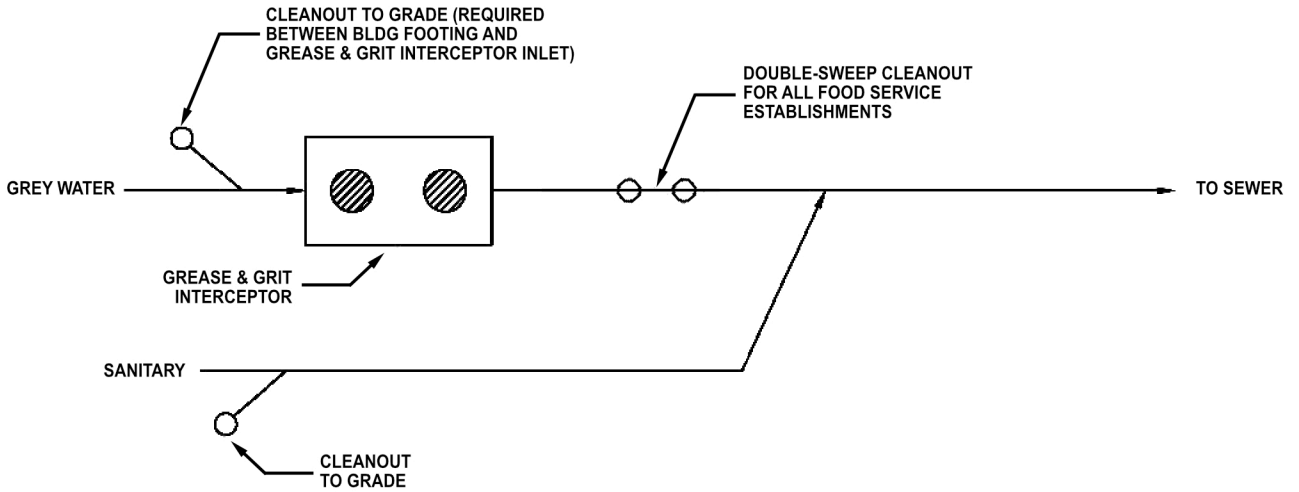 CLEANOUT TO GRADE (REQUIRED
BETWEEN BLDG FOOTING AND
GREASE & GRIT INTERCEPTOR INLET)
DOUBLE-SWEEP CLEANOUT
FOR ALL FOOD SERVICE
ESTABLISHMENTS
GREY WATER
TO SEWER
GREASE & GRIT
INTERCEPTOR
SANITARY
CLEANOUT
TO GRADE